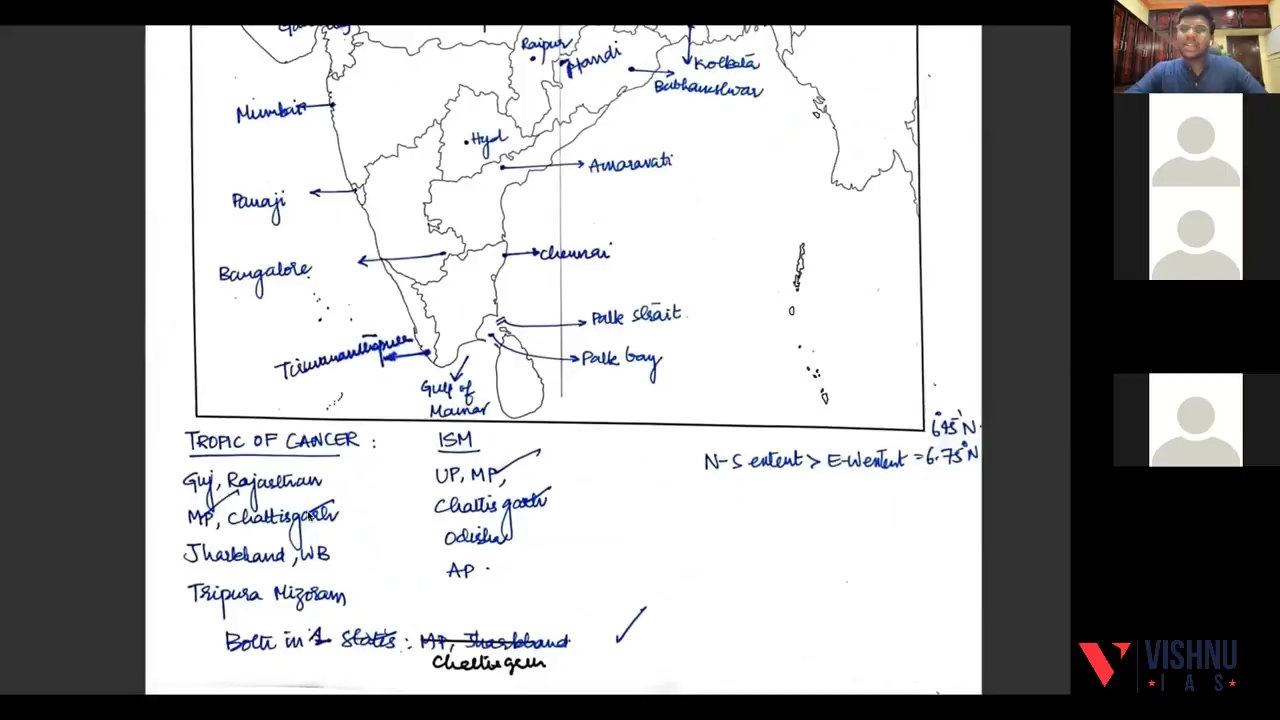 Raipur
Handi
Kolkata
Babhaneshwar
Mumbai
Hyd
Amaravati
Panaji
Chennai
Bangalore
Palk strait
Palk bay
Gulf of
Mannar
TROPIC OF CANCER :
ISM
6°45' N
N-S extent > E-W extent = 6.75° N
Guj, Rajasthan
UP, MP,
MP, Chattisgarh
Chattisgarh
Odisha
Jharkhand, WB
AP
Tripura Mizoram
Both in 1 states : MP, Jharkhand
VISHNU
IAS